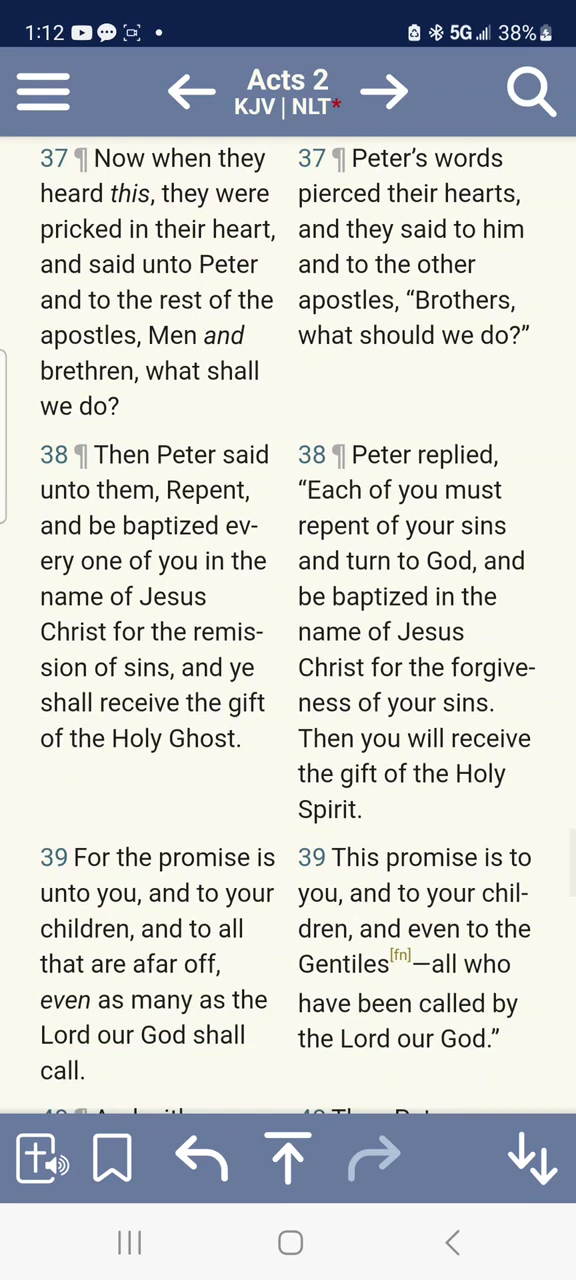 1:12 5G 38%
Acts 2
KJV | NLT*
37 ¶ Now when they
heard this, they were
pricked in their heart,
and said unto Peter
and to the rest of the
apostles, Men and
brethren, what shall
we do?
37 ¶ Peter’s words
pierced their hearts,
and they said to him
and to the other
apostles, “Brothers,
what should we do?”
38 ¶ Then Peter said
unto them, Repent,
and be baptized ev-
ery one of you in the
name of Jesus
Christ for the remis-
sion of sins, and ye
shall receive the gift
of the Holy Ghost.
38 ¶ Peter replied,
“Each of you must
repent of your sins
and turn to God, and
be baptized in the
name of Jesus
Christ for the forgive-
ness of your sins.
Then you will receive
the gift of the Holy
Spirit.
39 For the promise is
unto you, and to your
children, and to all
that are afar off,
even as many as the
Lord our God shall
call.
39 This promise is to
you, and to your chil-
dren, and even to the
Gentiles[fn]—all who
have been called by
the Lord our God.”